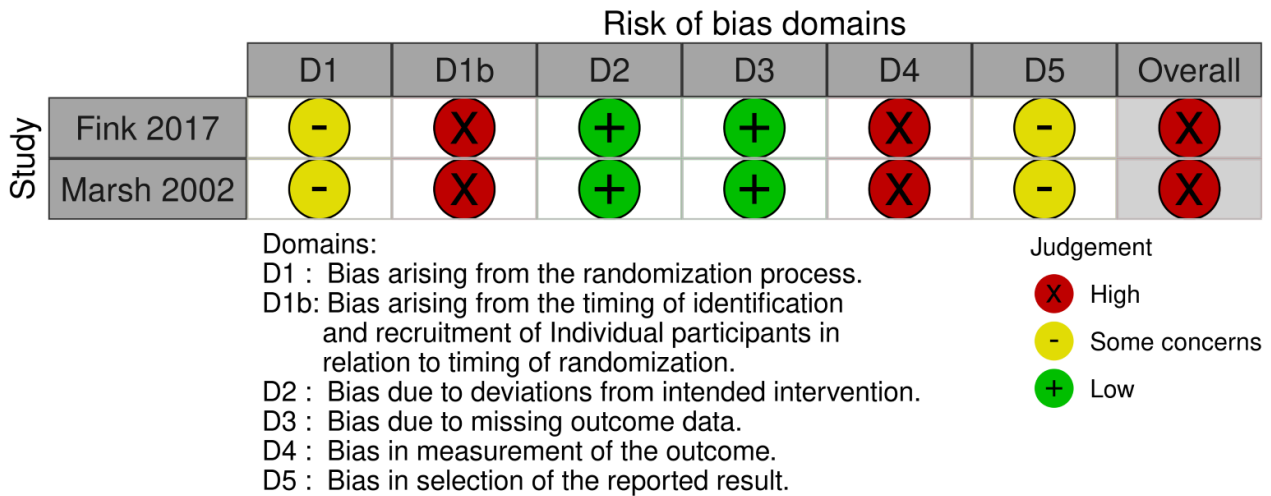 Risk of bias domains
D1 D1b D2 D3 D4 D5 Overall
Study
Fink 2017 - X + + X - X
Marsh 2002 - X + + X - X
Domains:
D1 : Bias arising from the randomization process.
D1b: Bias arising from the timing of identification
and recruitment of Individual participants in
relation to timing of randomization.
D2 : Bias due to deviations from intended intervention.
D3 : Bias due to missing outcome data.
D4 : Bias in measurement of the outcome.
D5 : Bias in selection of the reported result.
Judgement
X High
- Some concerns
+ Low